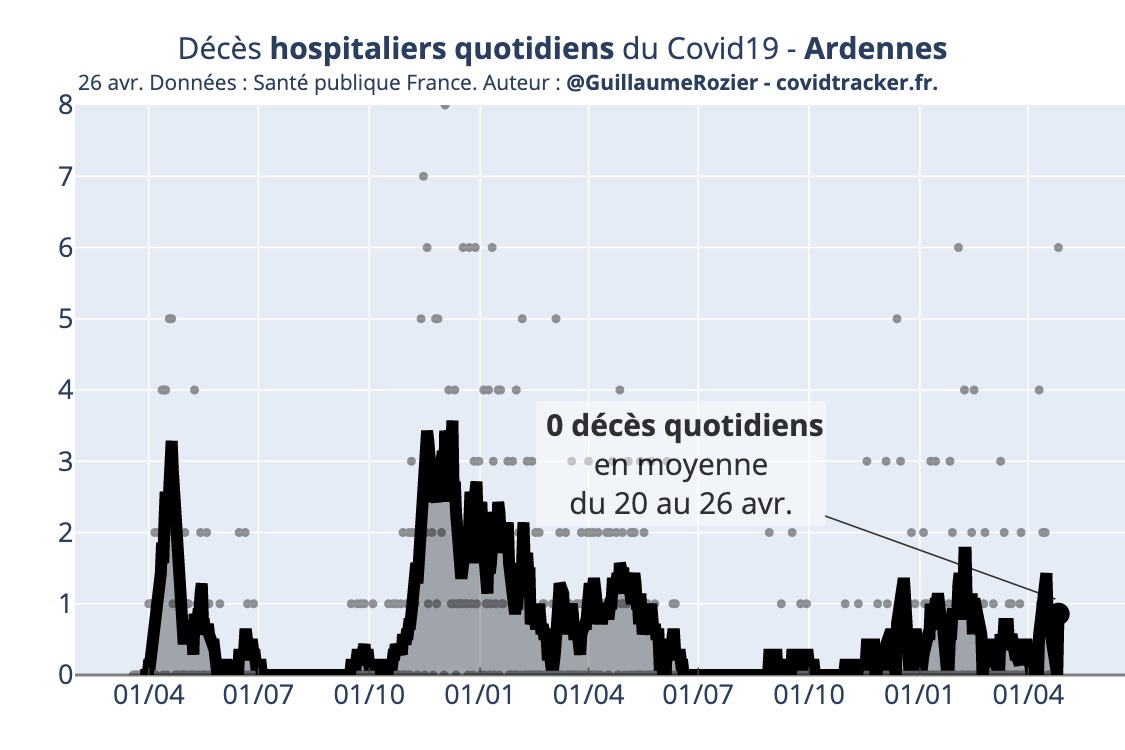 Décès hospitaliers quotidiens du Covid19 - Ardennes
26 avr. Données : Santé publique France. Auteur : @GuillaumeRozier - covidtracker.fr.
8
7
6
5
4
3
2
1
0
0 décès quotidiens
en moyenne
du 20 au 26 avr.
01/04 01/07 01/10 01/01 01/04 01/07 01/10 01/01 01/04